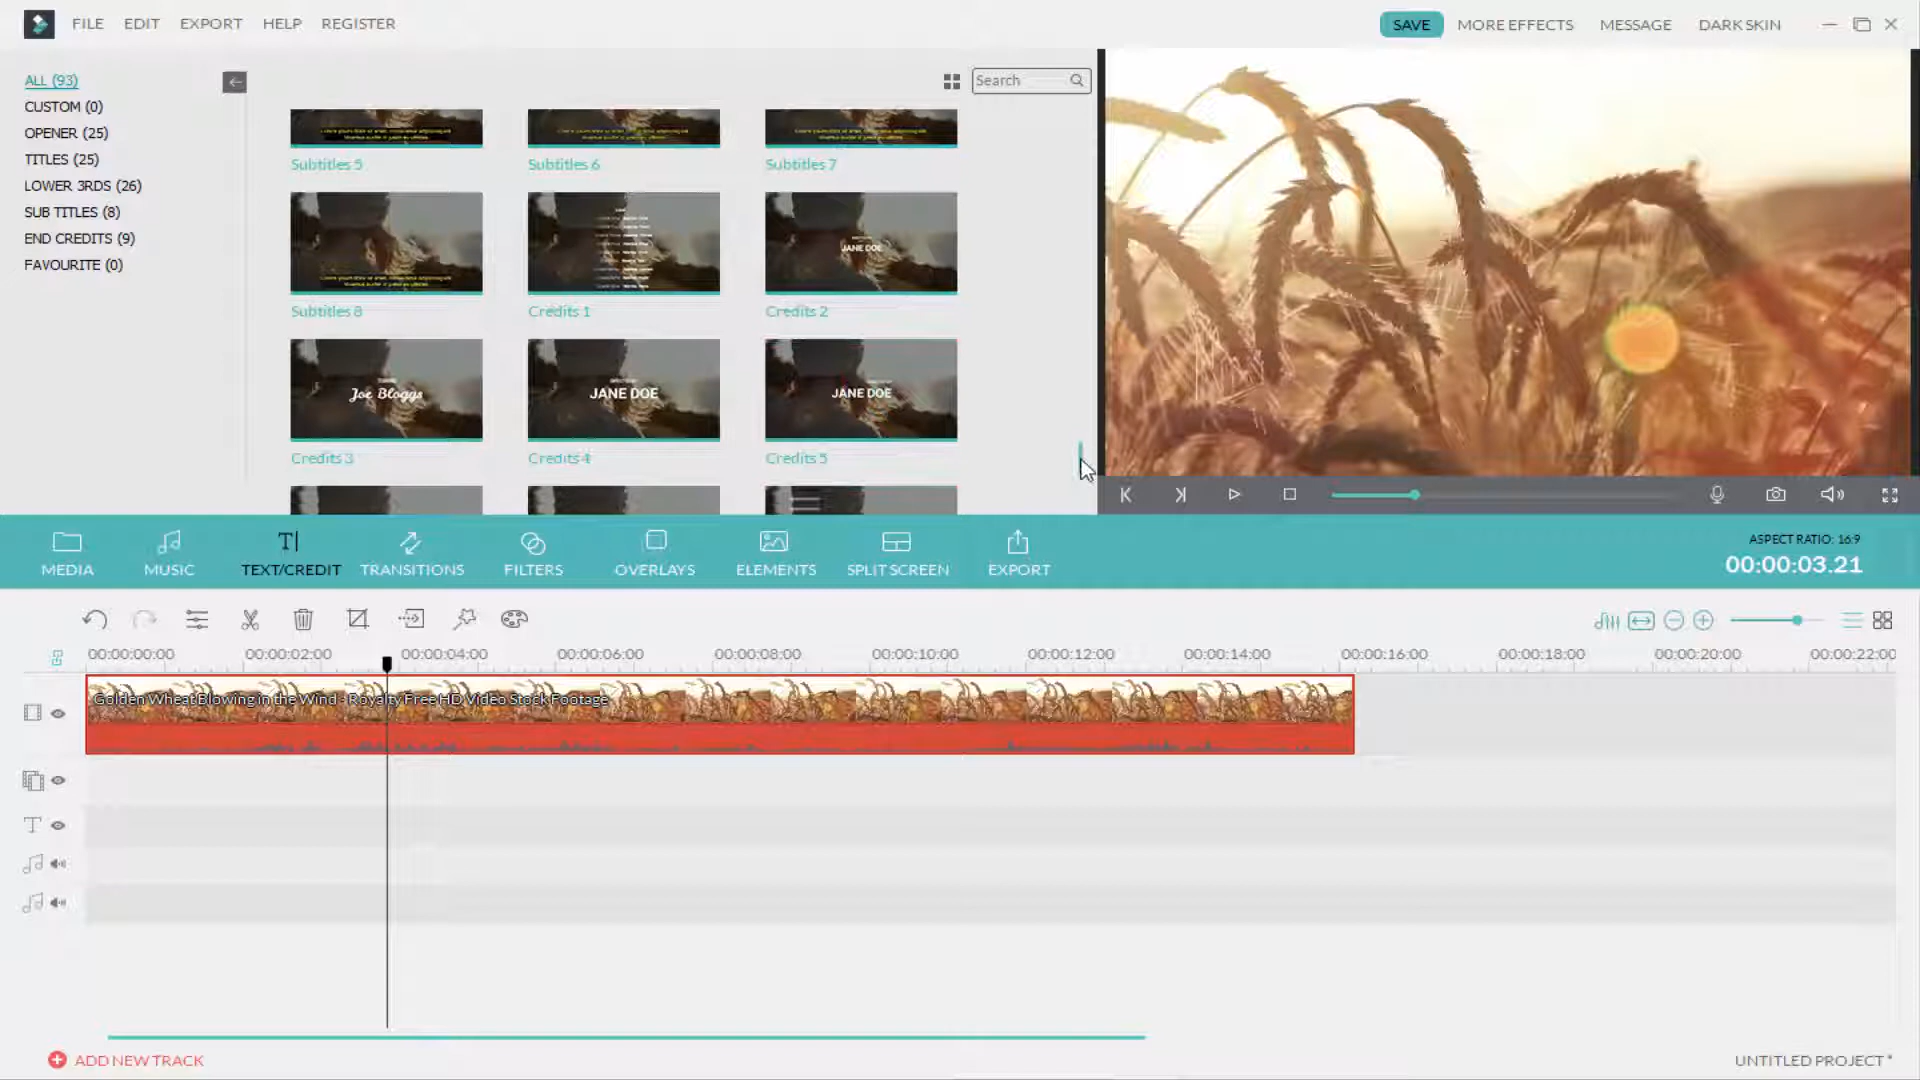 FILE EDIT EXPORT HELP REGISTER
SAVE MORE EFFECTS MESSAGE DARK SKIN
ALL (93)
CUSTOM (0)
OPENER (25)
TITLES (25)
LOWER 3RDS (26)
SUB TITLES (8)
END CREDITS (9)
FAVOURITE (0)
Search
Subtitles 5 Subtitles 6 Subtitles 7
JANE DOE
Subtitles 8 Credits 1 Credits 2
Joe Bloggs JANE DOE JANE DOE
Credits 3 Credits 4 Credits 5
MEDIA MUSIC TEXT/CREDIT TRANSITIONS FILTERS OVERLAYS ELEMENTS SPLIT SCREEN EXPORT
ASPECT RATIO: 16:9
00:00:03.21
00:00:00:00 00:00:02:00 00:00:04:00 00:00:06:00 00:00:08:00 00:00:10:00 00:00:12:00 00:00:14:00 00:00:16:00 00:00:18:00 00:00:20:00 00:00:22:00
Golden Wheat Blowing in the Wind - Royalty Free HD Video Stock Footage
ADD NEW TRACK
UNTITLED PROJECT *